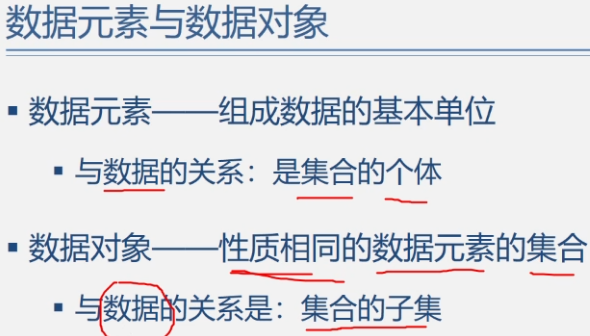 数据元素与数据对象
▪ 数据元素——组成数据的基本单位
▪ 与数据的关系：是集合的个体
▪ 数据对象——性质相同的数据元素的集合
▪ 与数据的关系是：集合的子集